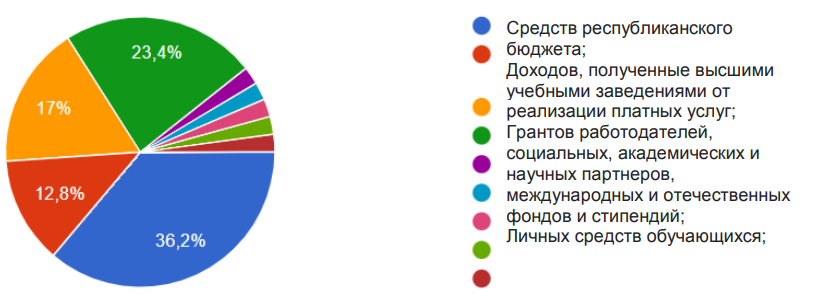 23,4%
17%
12,8%
36,2%
Средств республиканского
бюджета;
Доходов, полученные высшими
учебными заведениями от
реализации платных услуг;
Грантов работодателей,
социальных, академических и
научных партнеров,
международных и отечественных
фондов и стипендий;
Личных средств обучающихся;